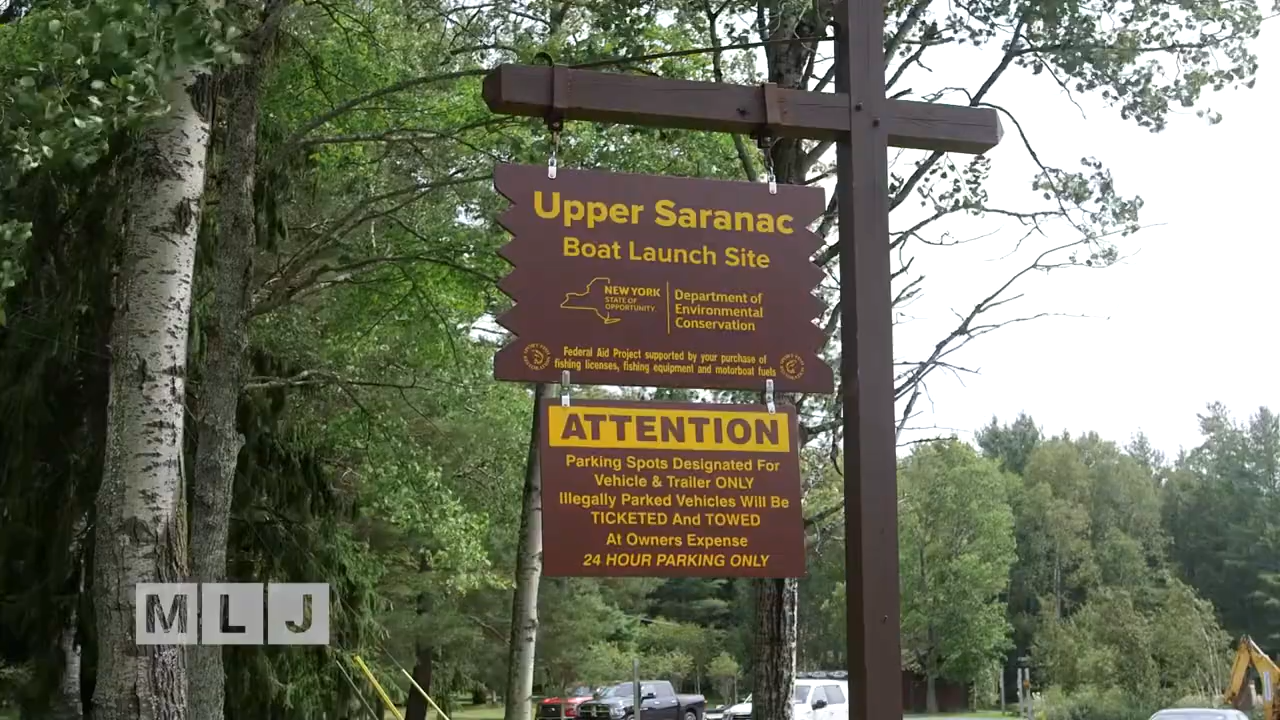 Upper Saranac
Boat Launch Site
NEW YORK
STATE OF
OPPORTUNITY
Department of
Environmental
Conservation
Federal Aid Project supported by your purchase of
fishing licenses, fishing equipment and motorboat fuels
ATTENTION
Parking Spots Designated For
Vehicle & Trailer ONLY
Illegally Parked Vehicles Will Be
TICKETED And TOWED
At Owners Expense
24 HOUR PARKING ONLY
MLJ